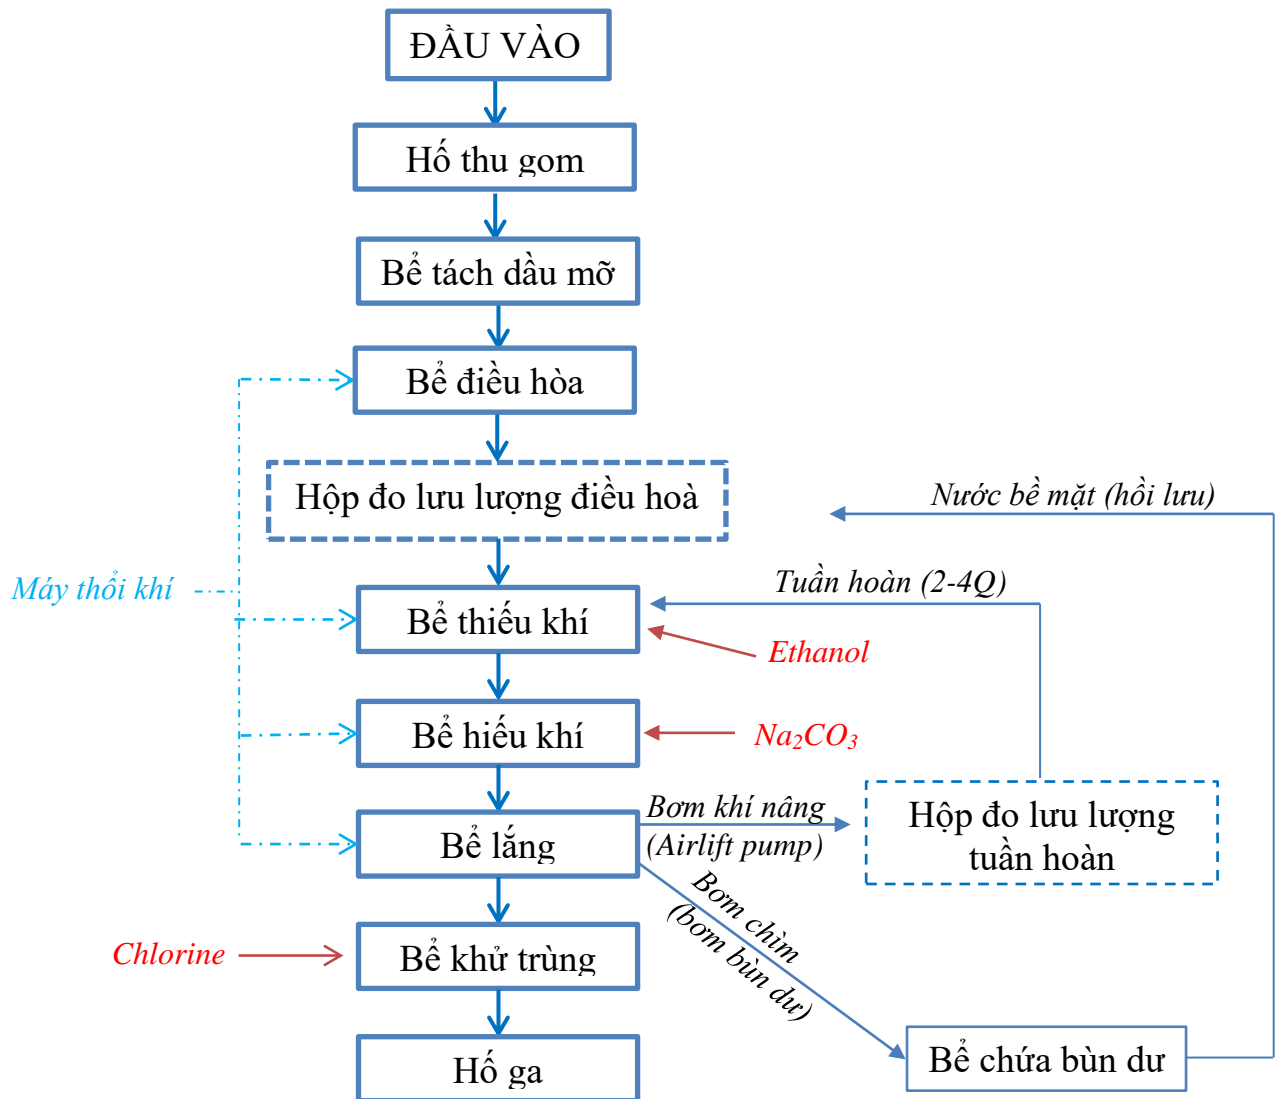 ĐẦU VÀO
Hố thu gom
Bể tách dầu mỡ
Bể điều hòa
Hộp đo lưu lượng điều hoà
Nước bề mặt (hồi lưu)
Máy thổi khí
Tuần hoàn (2-4Q)
Bể thiếu khí
Ethanol
Bể hiếu khí
Na₂CO₃
Bơm khí nâng
(Airlift pump)
Hộp đo lưu lượng
tuần hoàn
Bể lắng
Bơm chìm
(bơm bùn dư)
Chlorine
Bể khử trùng
Bể chứa bùn dư
Hố ga